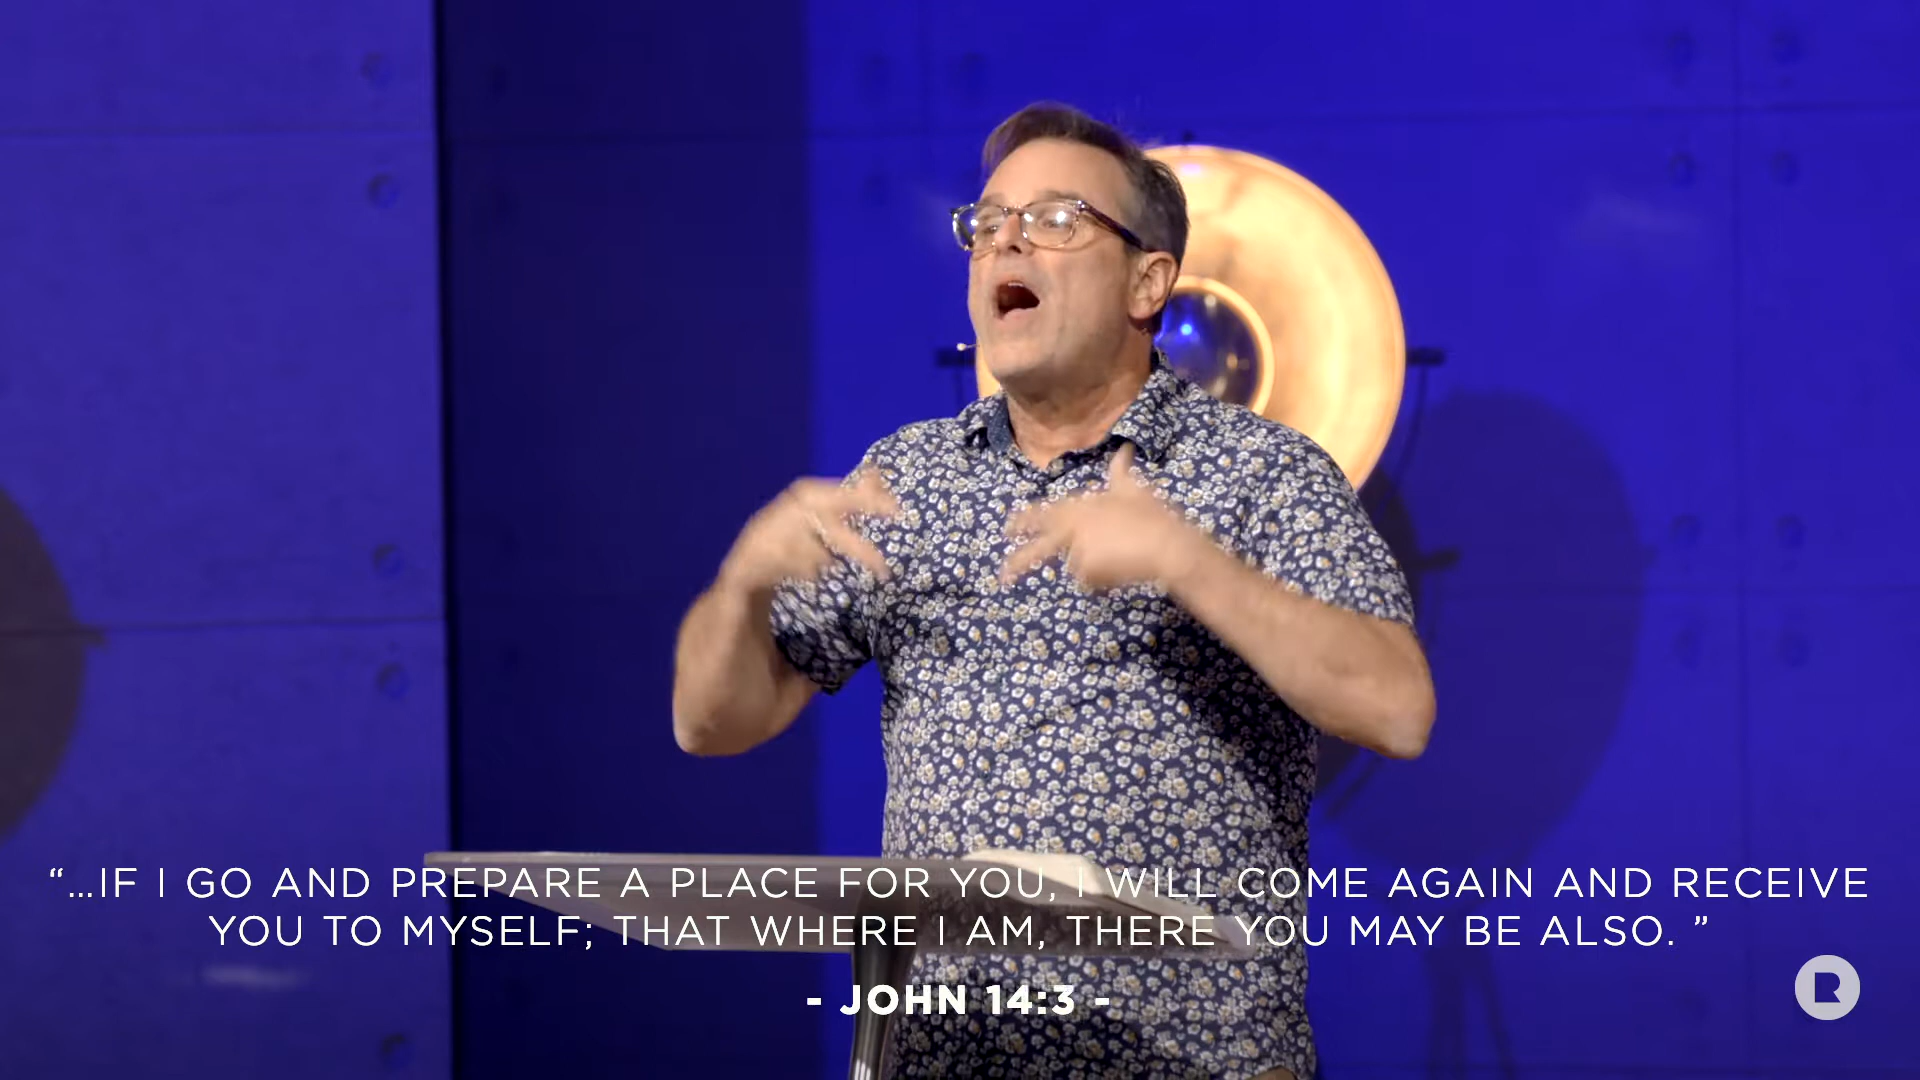 “...IF I GO AND PREPARE A PLACE FOR YOU, I WILL COME AGAIN AND RECEIVE
YOU TO MYSELF; THAT WHERE I AM, THERE YOU MAY BE ALSO. ”
- JOHN 14:3 -
R